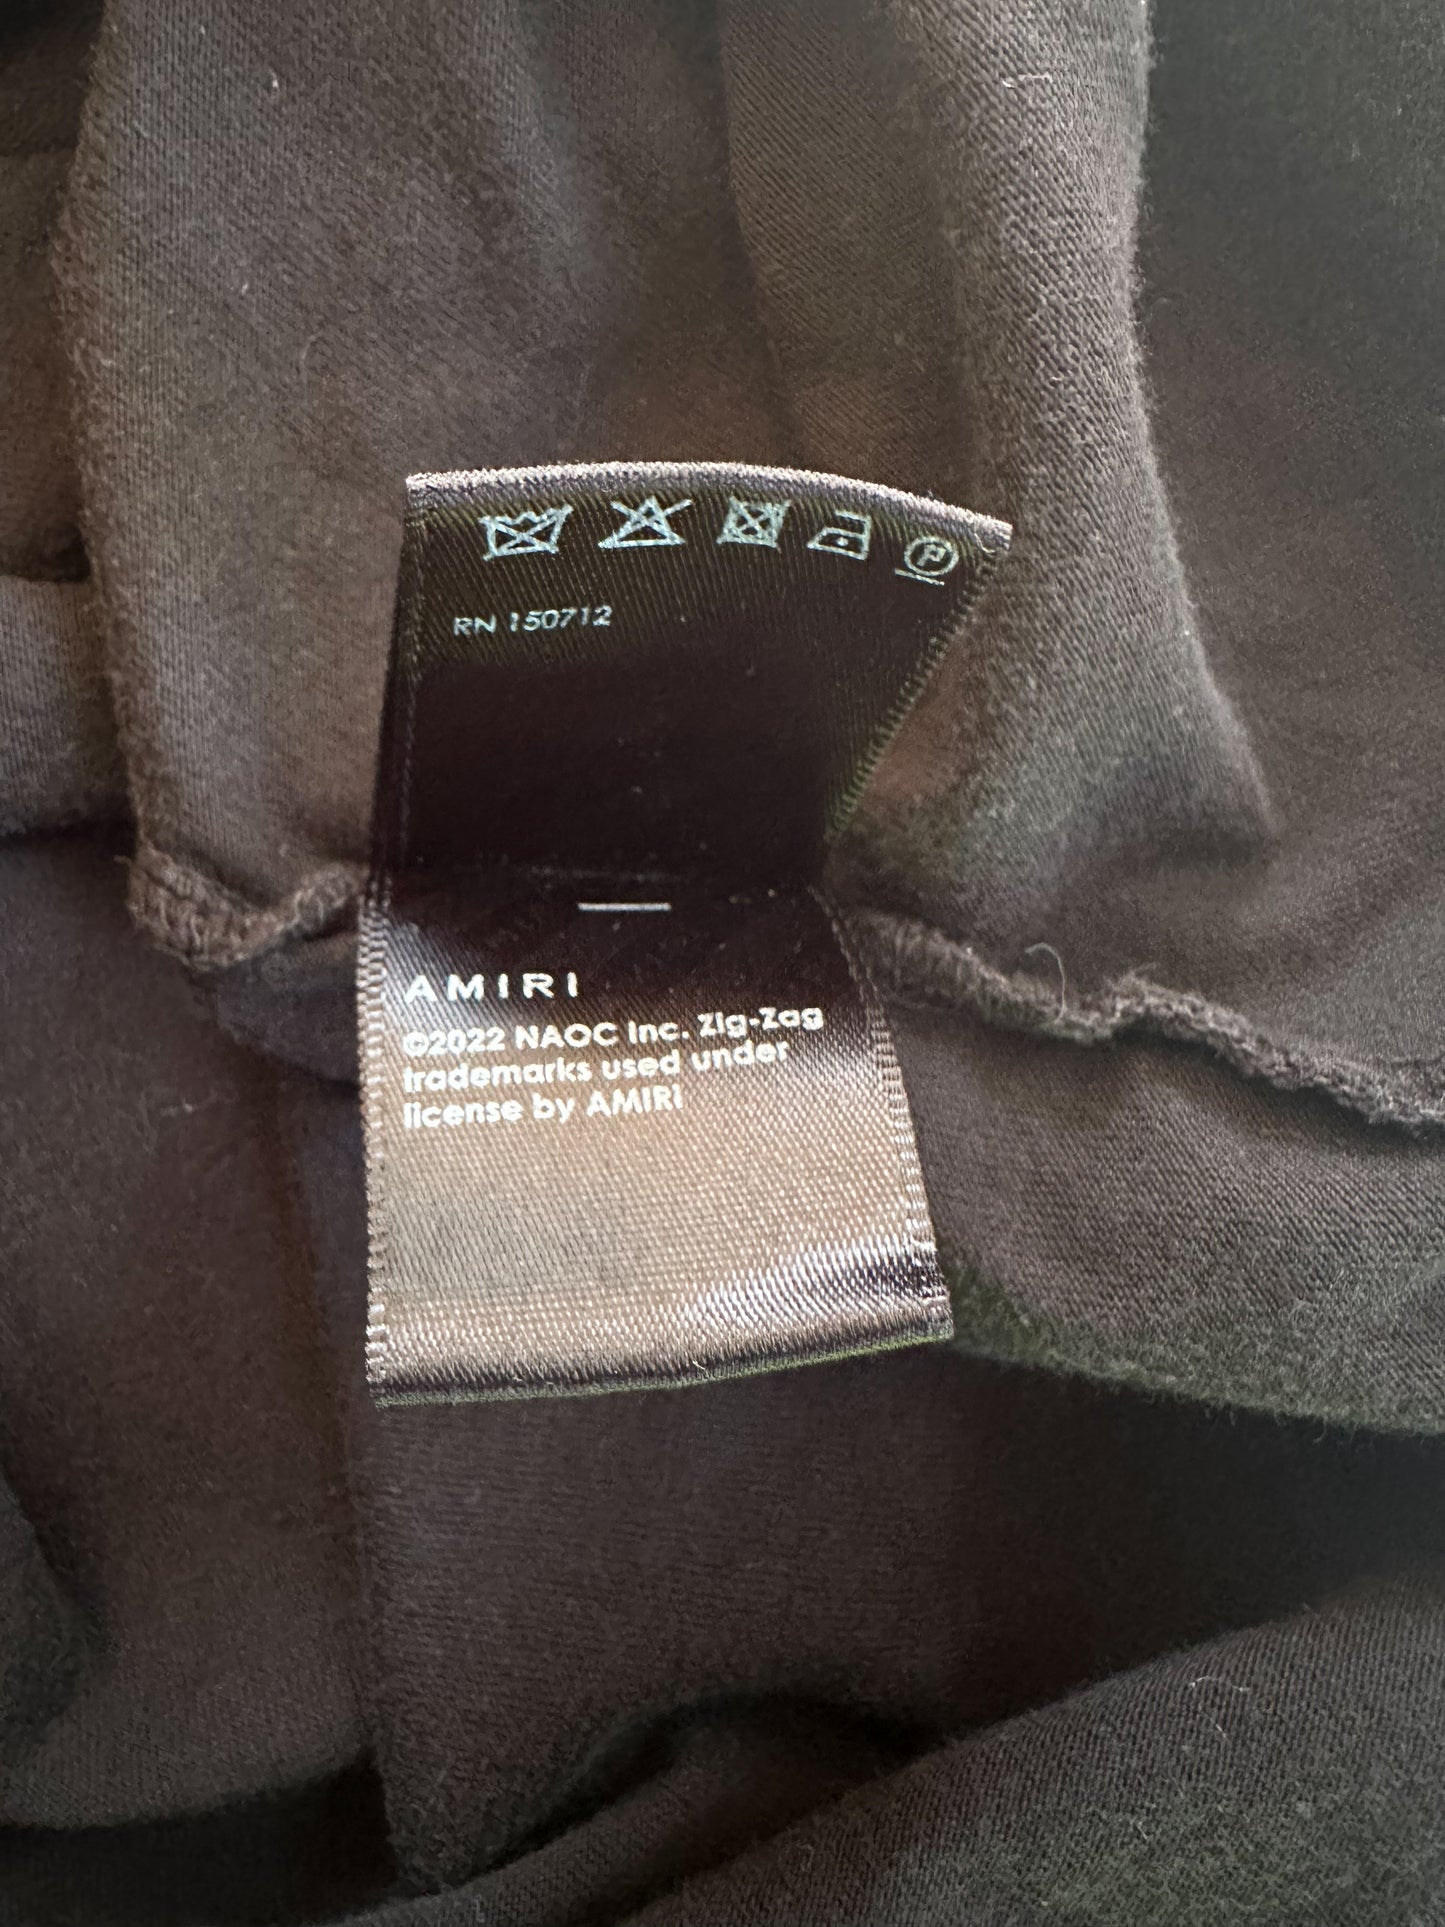 P
RN 150712
AMIRI
©2022 NAOC Inc. Zig-Zag
trademarks used under
license by AMIRI